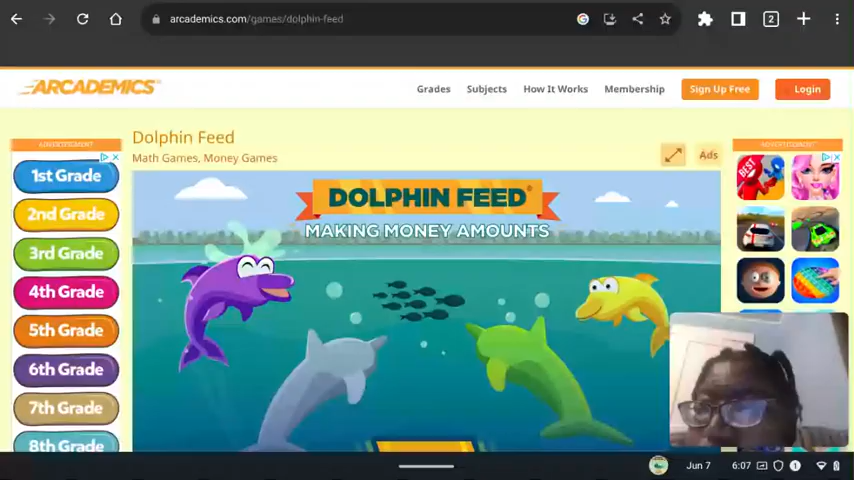 arcademics.com/games/dolphin-feed
2
ARCADEMICS
Grades
Subjects
How It Works
Membership
Sign Up Free
Login
ADVERTISEMENT
Dolphin Feed
Math Games, Money Games
Ads
ADVERTISEMENT
1st Grade
2nd Grade
3rd Grade
4th Grade
5th Grade
6th Grade
7th Grade
8th Grade
DOLPHIN FEED®
MAKING MONEY AMOUNTS
BEST
Jun 7
1
6:07